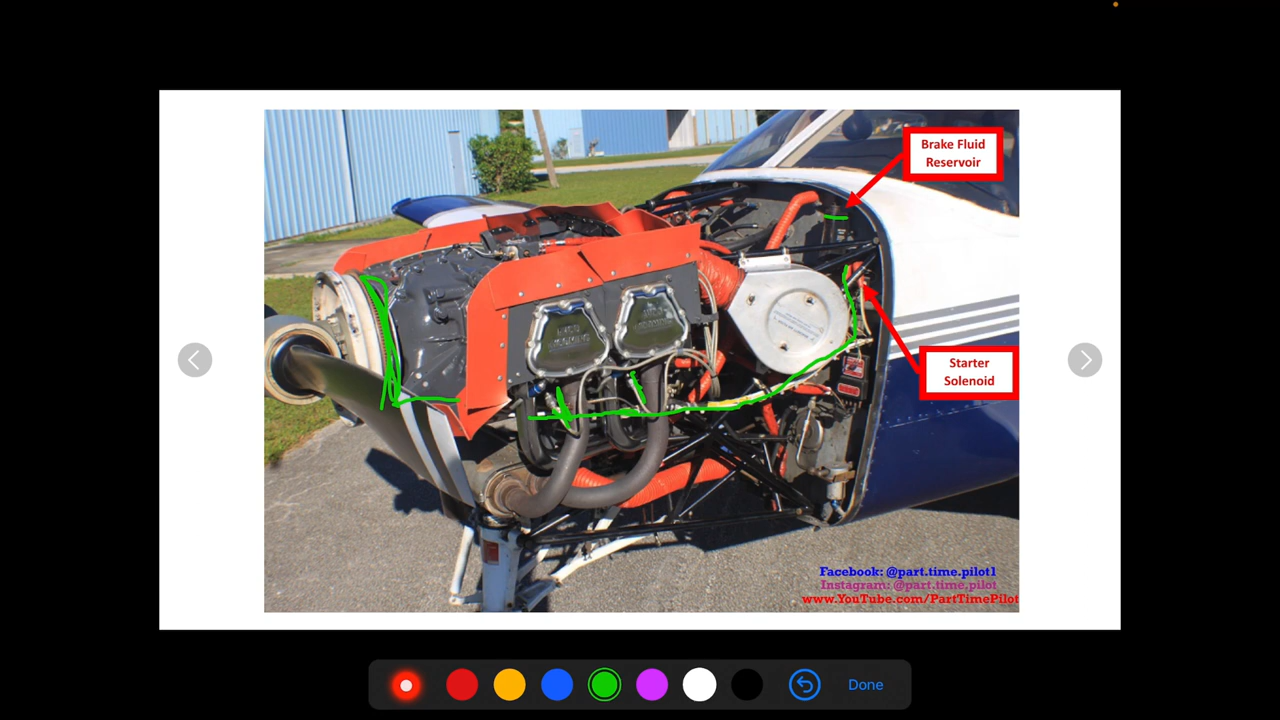 Brake Fluid
Reservoir
Starter
Solenoid
Facebook: @part.time.pilot1
Instagram: @part.time.pilot
www.YouTube.com/PartTimePilot
Done